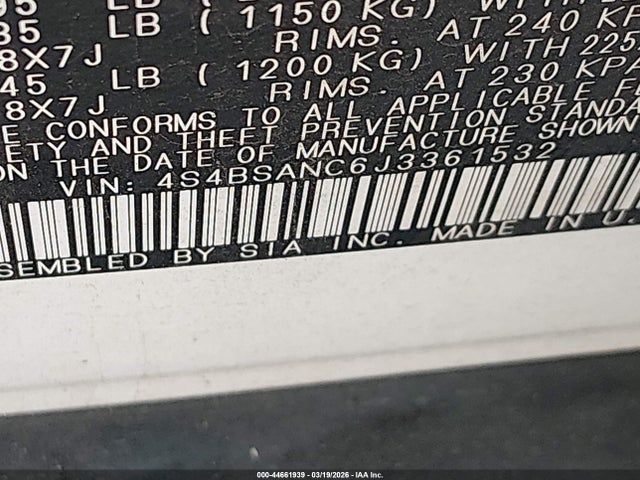 95 LB
35 LB ( 1150 KG) WITH
8X7J RIMS. AT 240 KP
45 LB ( 1200 KG) WITH 225
8X7J RIMS. AT 230 KPA
E CONFORMS TO ALL APPLICABLE F
ETY AND THEFT PREVENTION STANDA
ON THE DATE OF MANUFACTURE SHOWN
VIN: 4S4BSANC6J3361532
SEMBLED BY SIA INC. MADE IN U.
000-44661939 - 03/19/2026 - IAA Inc.